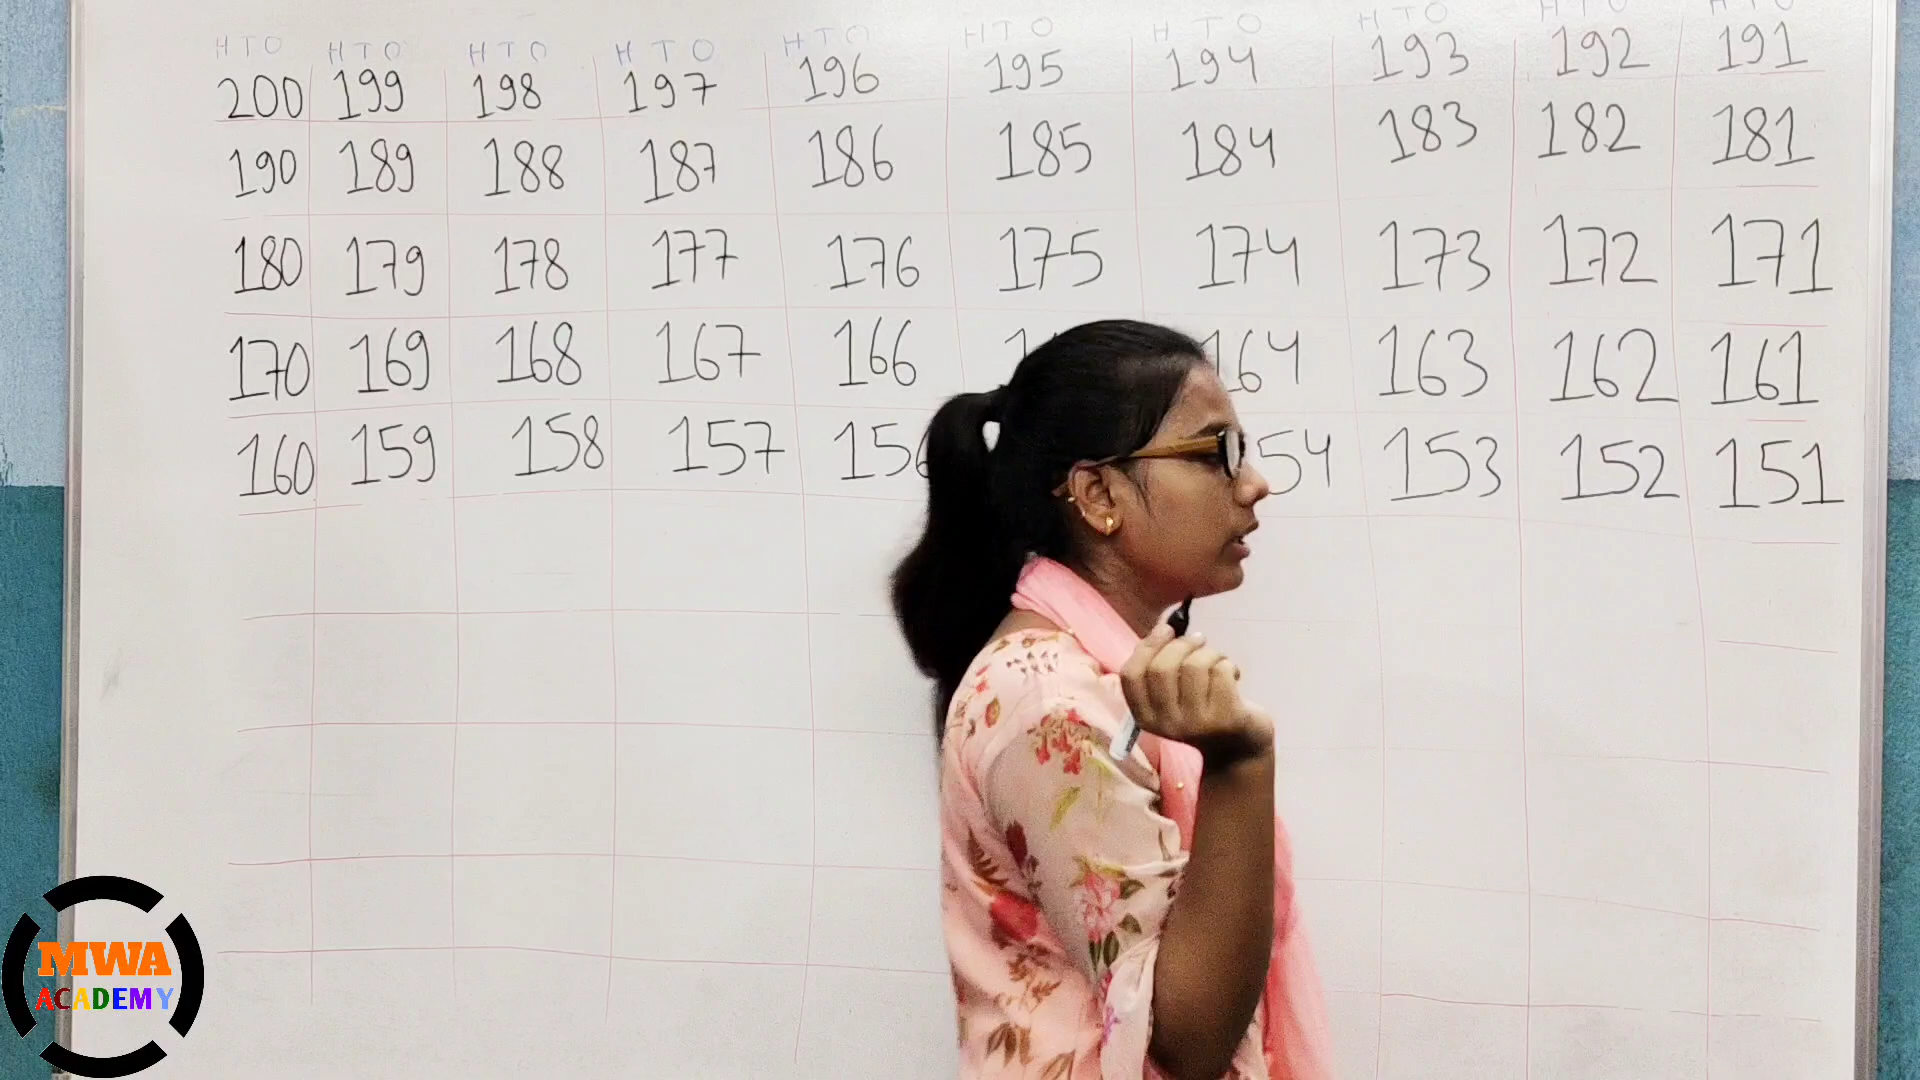 H T O H T O H T O H T O H T O H T O H T O H T O H T O H T O
200 199 198 197 196 195 194 193 192 191
190 189 188 187 186 185 184 183 182 181
180 179 178 177 176 175 174 173 172 171
170 169 168 167 166 164 163 162 161
160 159 158 157 156 54 153 152 151
MWA
ACADEMY